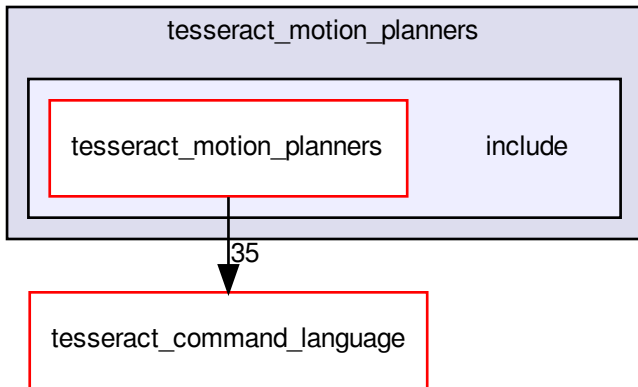 tesseract_motion_planners
tesseract_motion_planners
include
35
tesseract_command_language